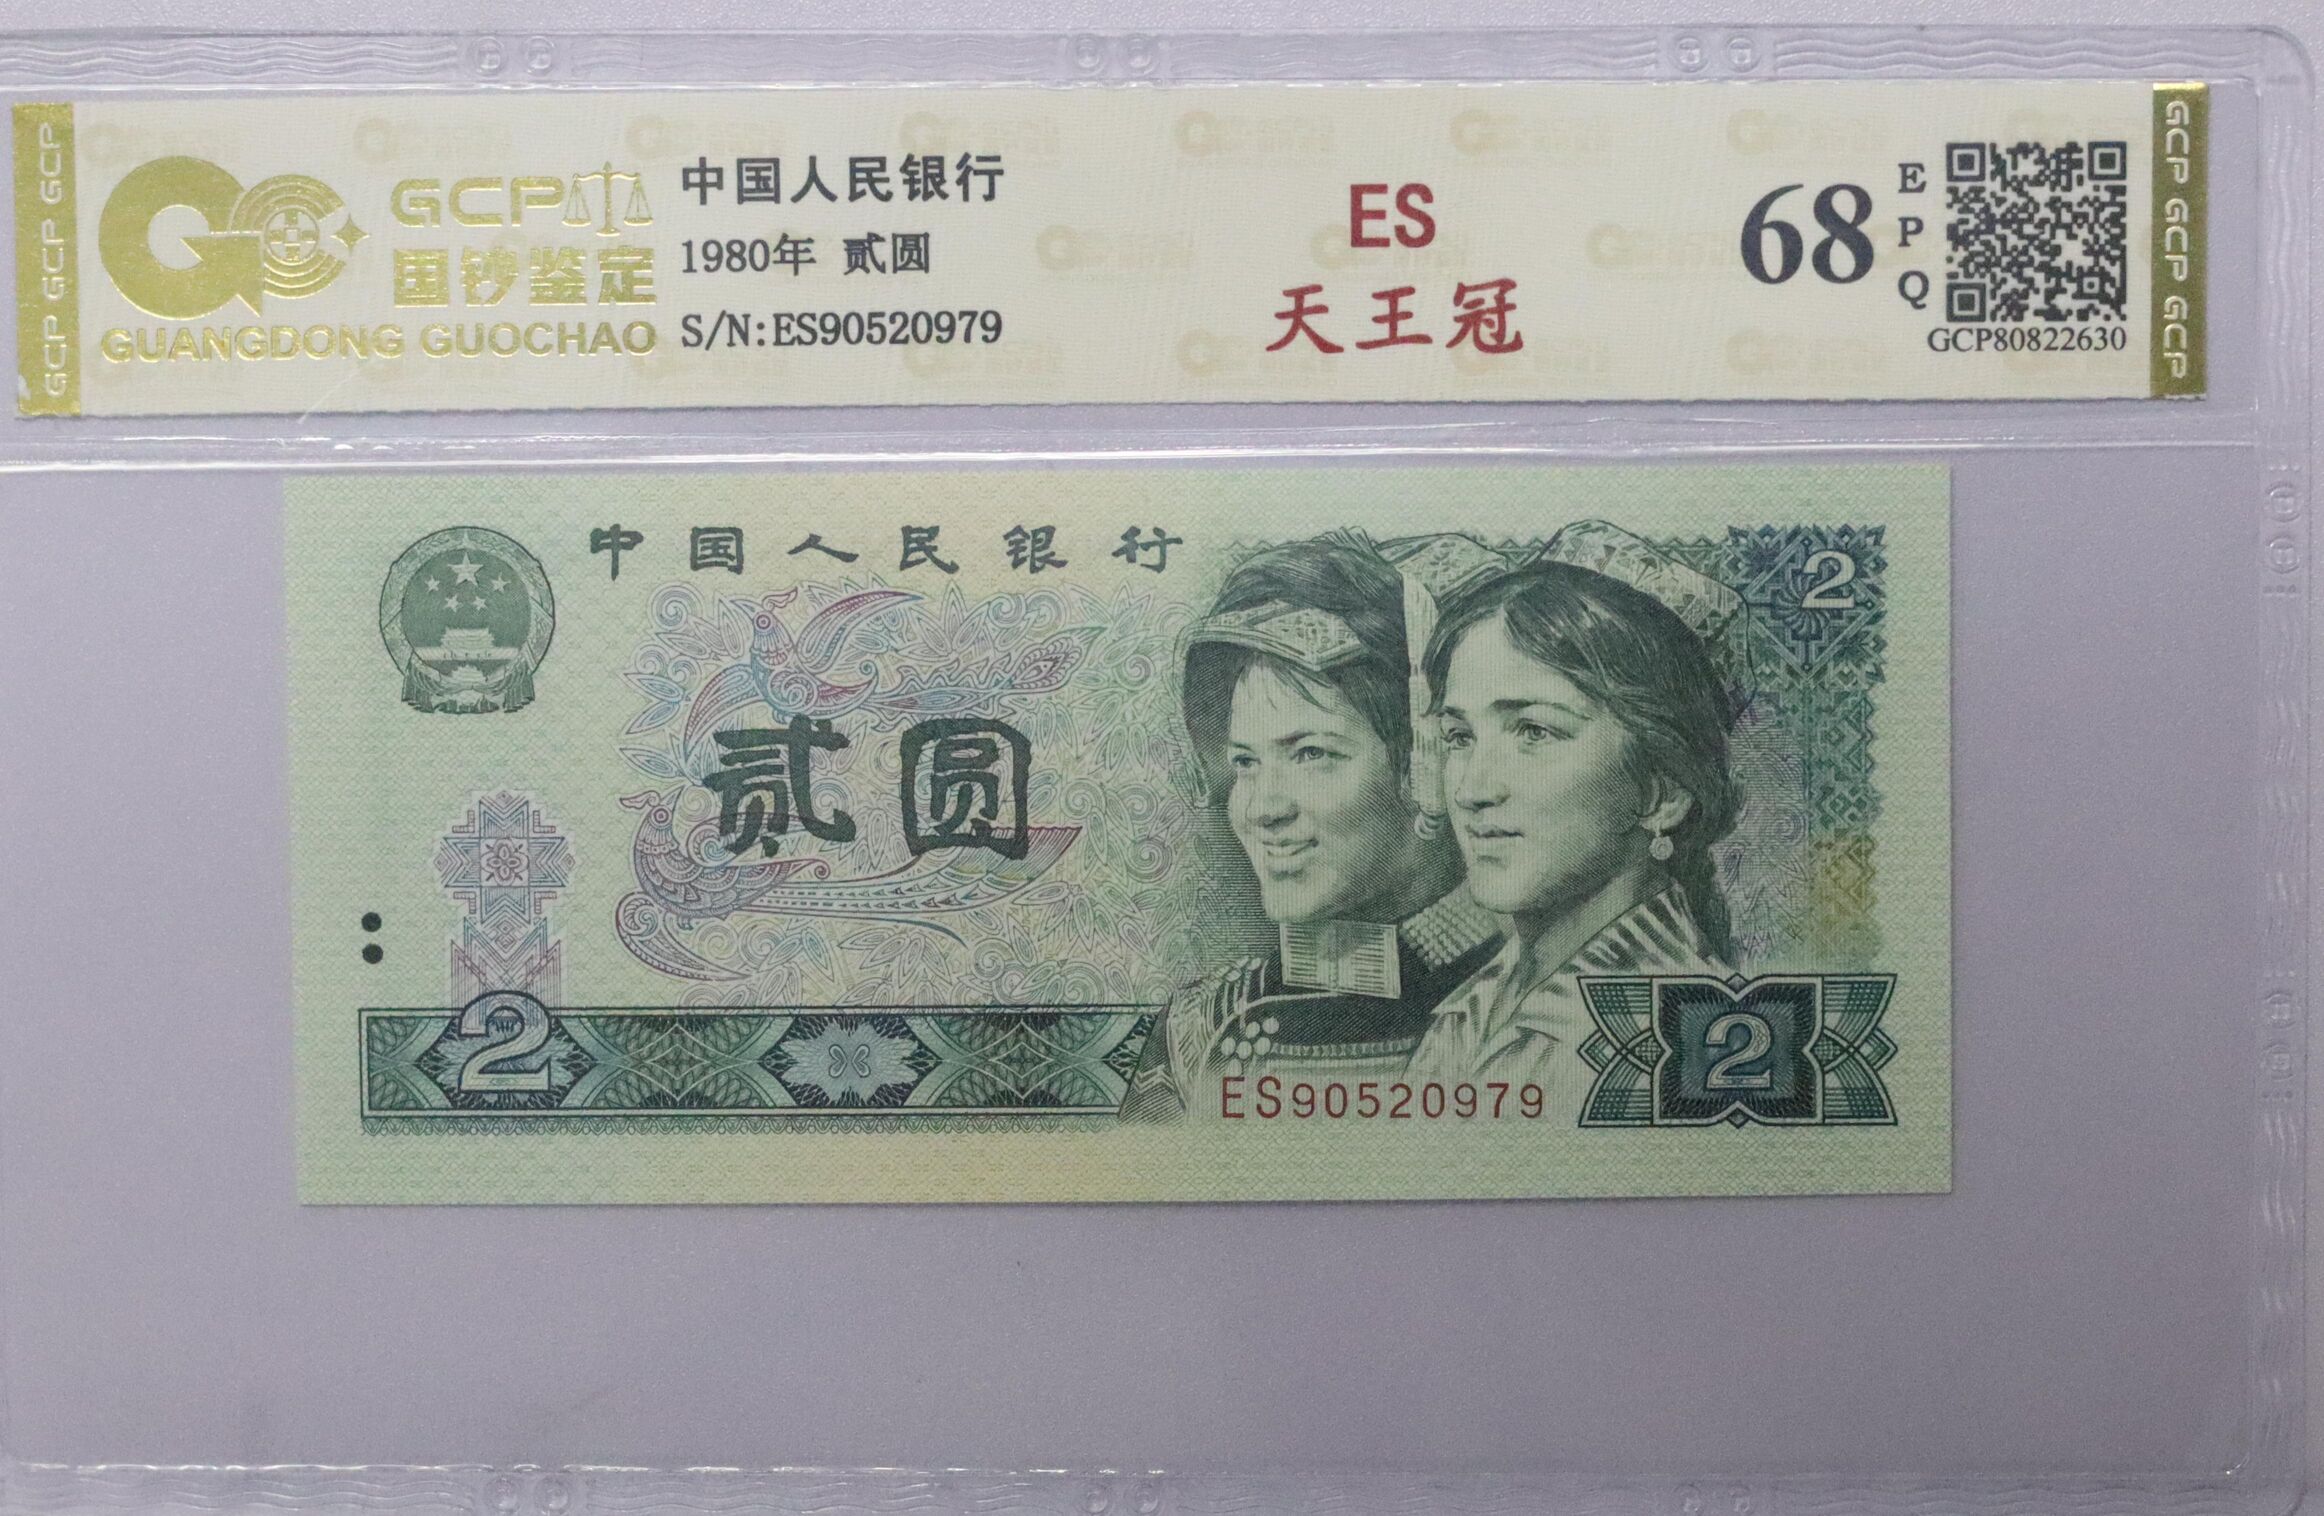 GCP GCP GCP
GCP
国钞鉴定
GUANGDONG GUOCHAO
中国人民银行
1980年 贰圆
S/N:ES90520979
ES
天王冠
68
EPQ
GCP80822630
GCP GCP GCP
中国人民银行
2
贰圆
2
ES90520979
2